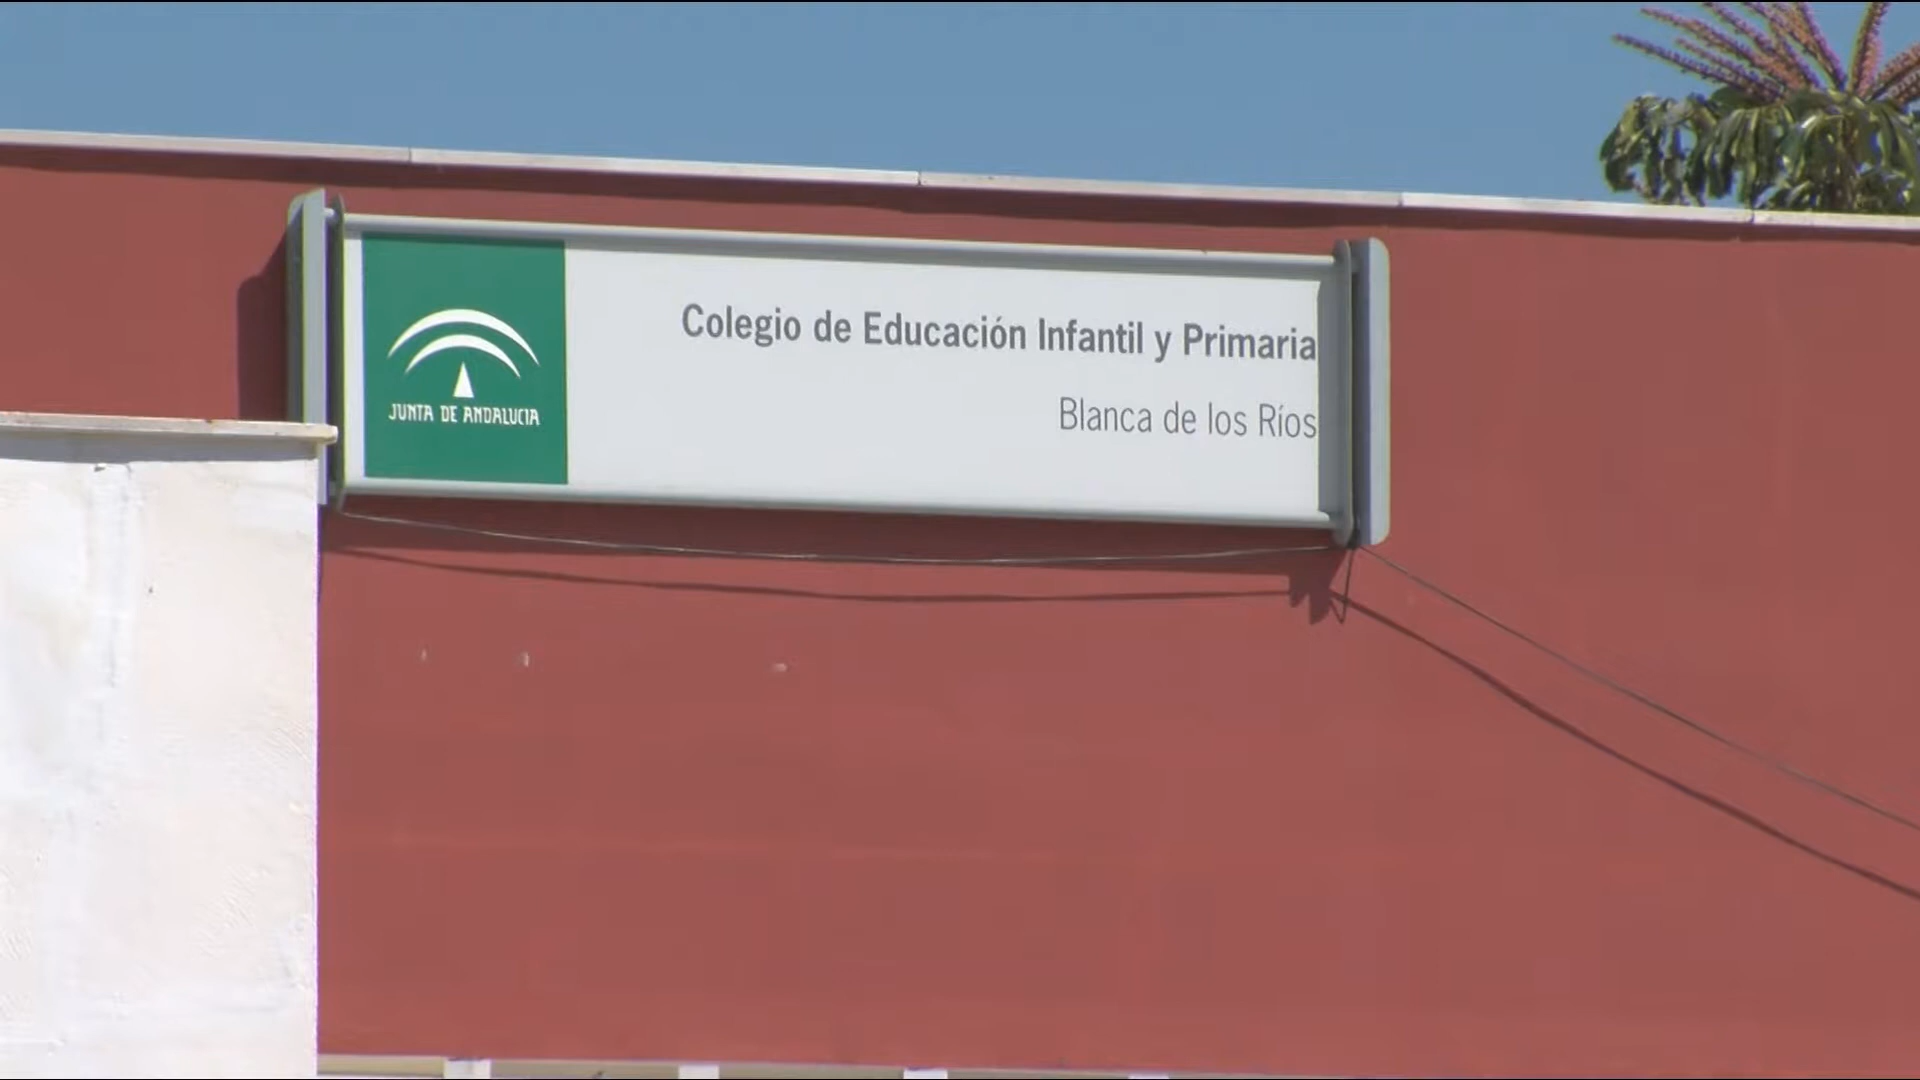 Colegio de Educación Infantil y Primaria
Blanca de los Ríos
JUNTA DE ANDALUCIA